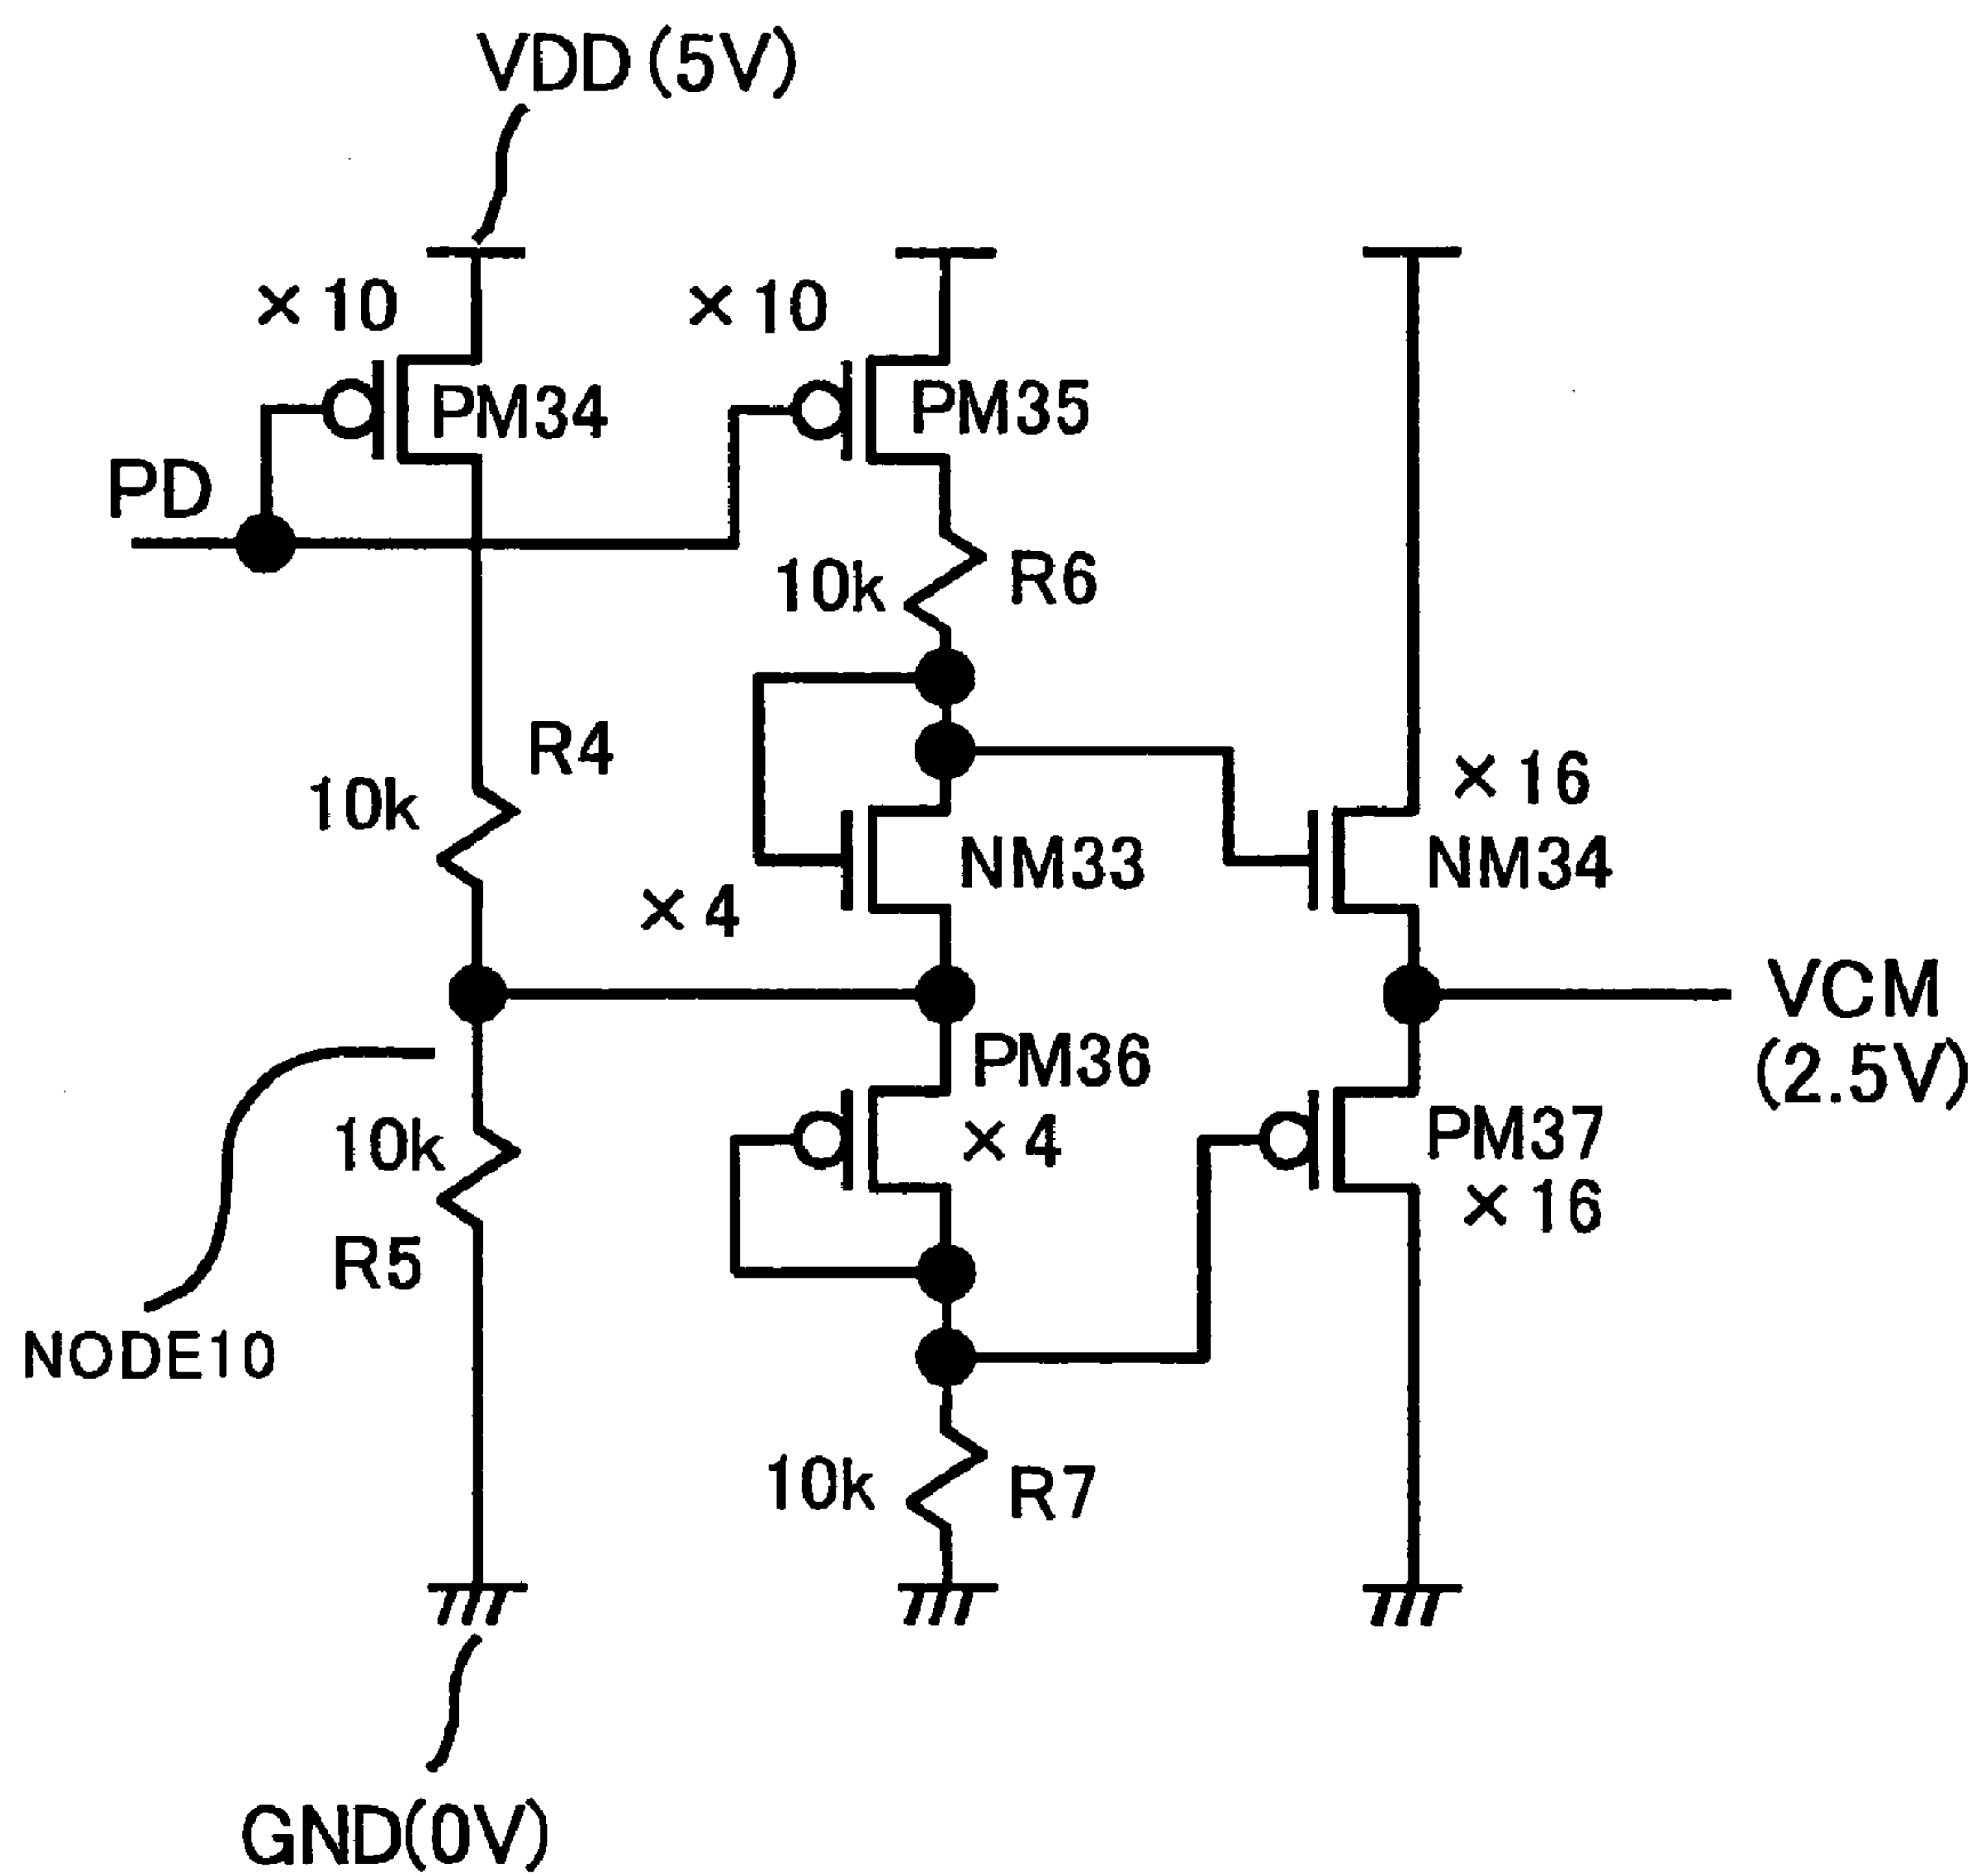 VDD(5V)
×10
×10
PM34
PM35
PD
10k
R6
R4
10k
×16
NM33
NM34
×4
VCM
(2.5V)
PM36
×4
10k
PM37
×16
R5
NODE10
10k
R7
GND(0V)